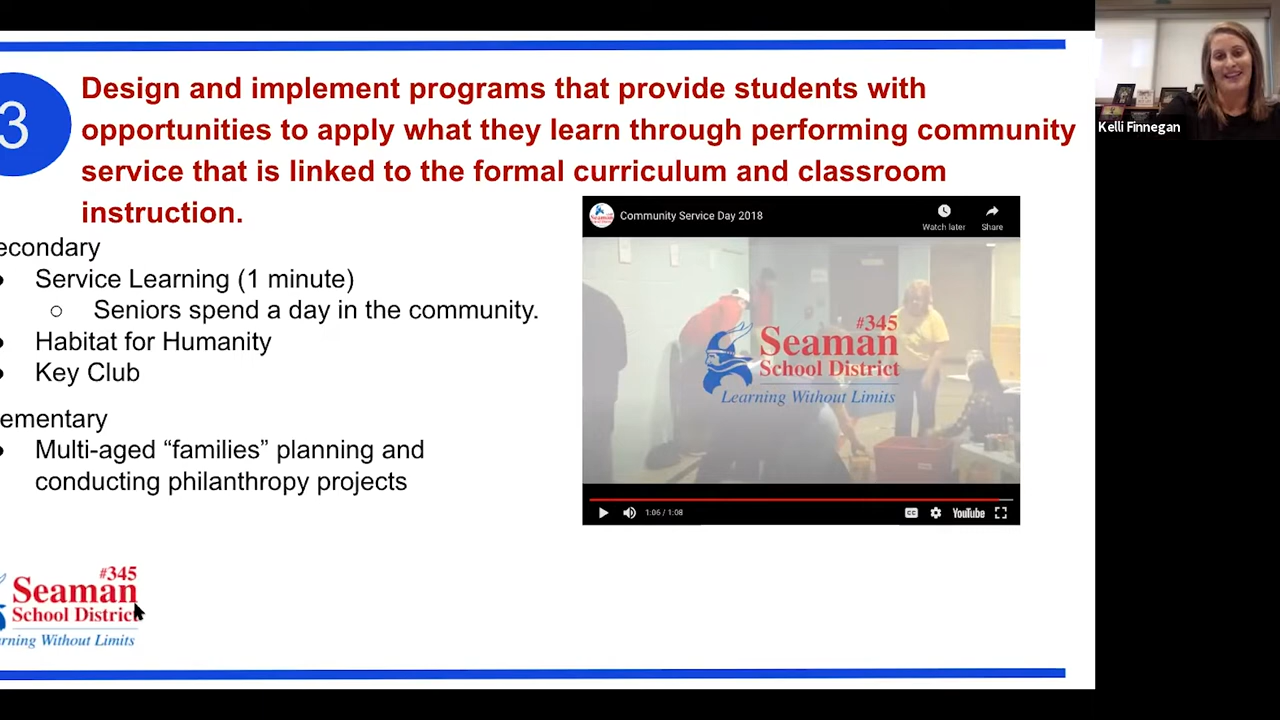 3
Design and implement programs that provide students with
opportunities to apply what they learn through performing community
service that is linked to the formal curriculum and classroom
instruction.
econdary
Service Learning (1 minute)
Seniors spend a day in the community.
Habitat for Humanity
Key Club
ementary
Multi-aged “families” planning and
conducting philanthropy projects
Community Service Day 2018
Watch later
Share
#345
Seaman
School District
Learning Without Limits
1:06 / 1:08
CC
YouTube
#345
Seaman
School District
rning Without Limits
Kelli Finnegan